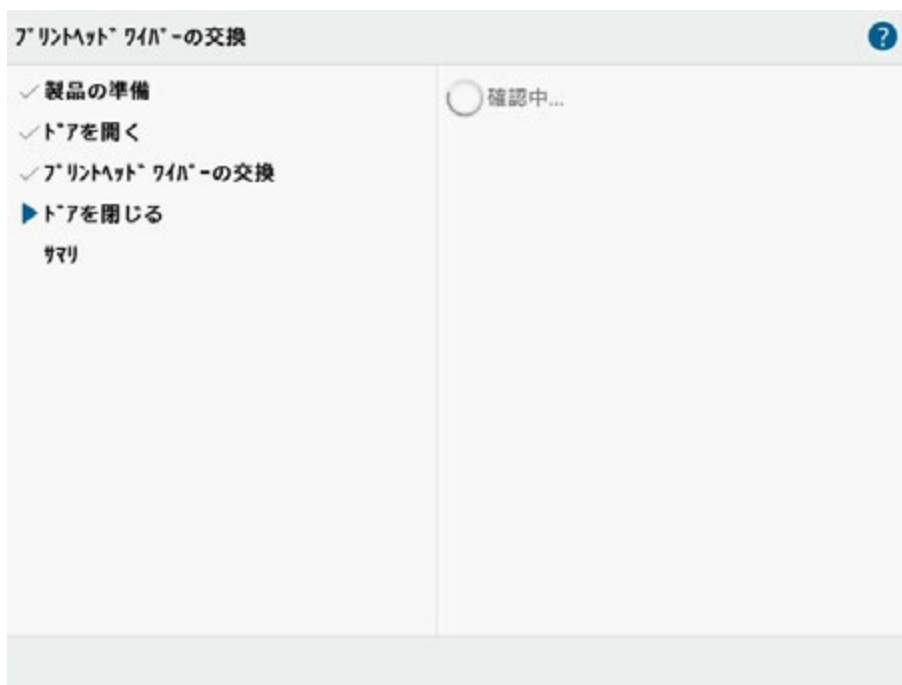 ﾌﾟﾘﾝﾄﾍｯﾄﾞ ﾜｲﾊﾟｰの交換
?
製品の準備
ﾄﾞｱを開く
ﾌﾟﾘﾝﾄﾍｯﾄﾞ ﾜｲﾊﾟｰの交換
ﾄﾞｱを閉じる
ｻﾏﾘ
確認中...